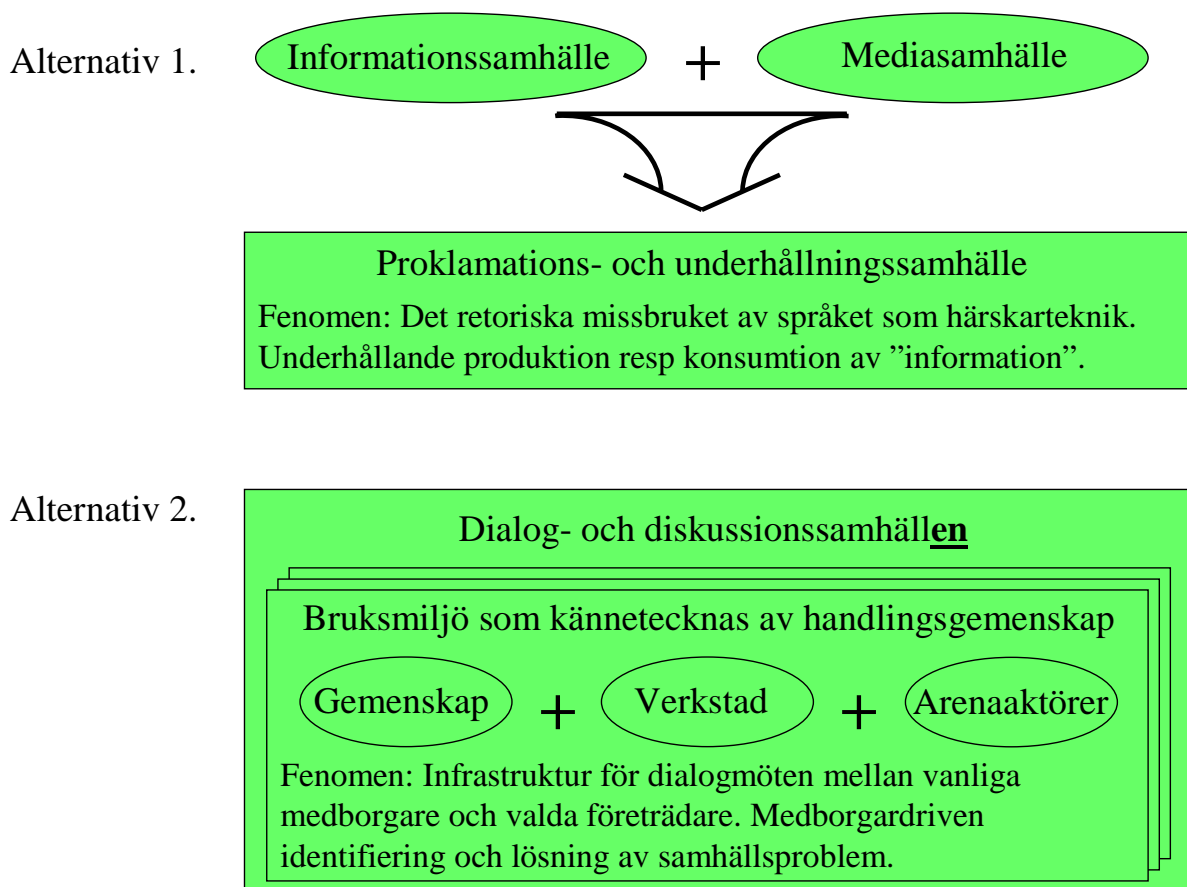 Alternativ 1.
Informationssamhälle + Mediasamhälle
Proklamations- och underhållningssamhälle
Fenomen: Det retoriska missbruket av språket som härskarteknik.
Underhållande produktion resp konsumtion av ”information”.
Alternativ 2.
Dialog- och diskussionssamhällen
Bruksmiljö som kännetecknas av handlingsgemenskap
Gemenskap + Verkstad + Arenaaktörer
Fenomen: Infrastruktur för dialogmöten mellan vanliga
medborgare och valda företrädare. Medborgardriven
identifiering och lösning av samhällsproblem.